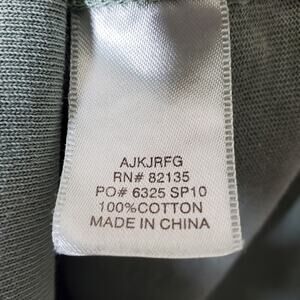 AJKJRFG
RN# 82135
PO# 6325 SP10
100%COTTON
MADE IN CHINA